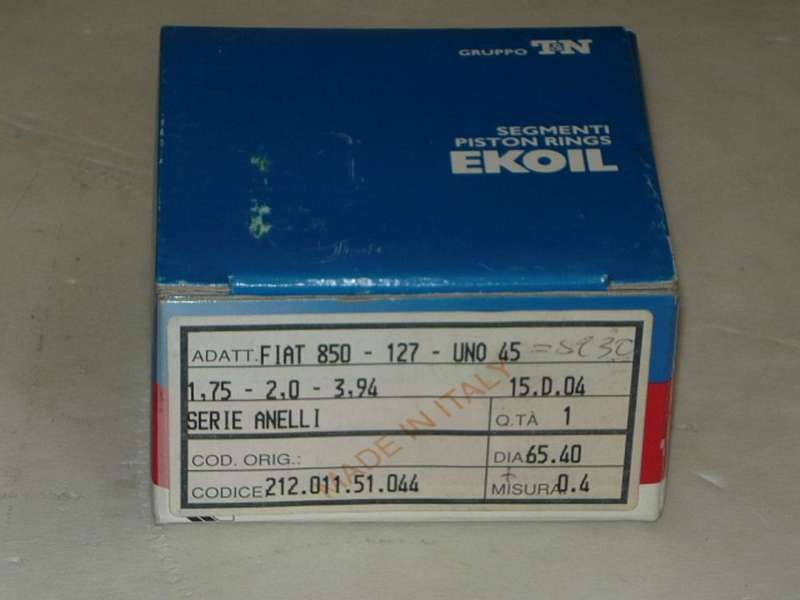 GRUPPO T&N
SEGMENTI
PISTON RINGS
EKOIL
ADATT. FIAT 850 - 127 - UNO 45
1,75 - 2,0 - 3,94 15.D.04
SERIE ANELLI Q.TÀ 1
COD. ORIG.: DIA 65.40
CODICE 212.011.51.044 MISURA 0.4
MADE IN ITALY